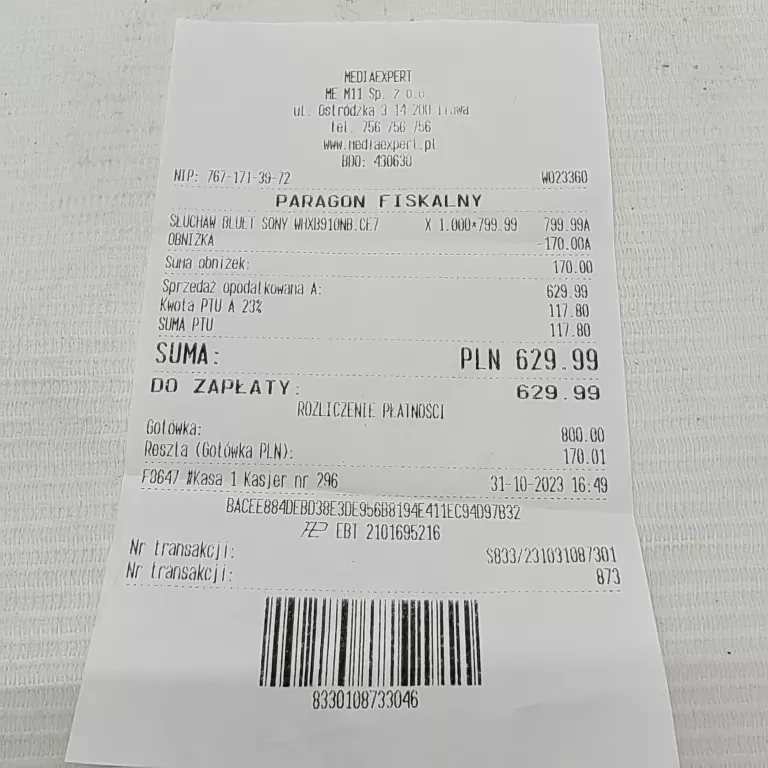 MEDIAEXPERT
ME M11 Sp. z o.o.
ul. Ostródzka 3 14 200 Iława
tel. 756 756 756
www.mediaexpert.pl
BDO: 430630
NIP: 767-171-39-72 W023360
PARAGON FISKALNY
SŁUCHAW BLUET SONY WHXB910NB.CE7 X 1.000*799.99 799.99A
OBNIŻKA -170.00A
Suma obniżek: 170.00
Sprzedaż opodatkowana A: 629.99
Kwota PTU A 23% 117.80
SUMA PTU 117.80
SUMA: PLN 629.99
DO ZAPŁATY: 629.99
ROZLICZENIE PŁATNOŚCI
Gotówka: 800.00
Reszta (Gotówka PLN): 170.01
F0647 #Kasa 1 Kasjer nr 296 31-10-2023 16:49
BACEE884DEBD38E3DE956B8194E411EC94D97B32
EBT 2101695216
Nr transakcji: S833/231031087301
Nr transakcji: 873
8330108733046